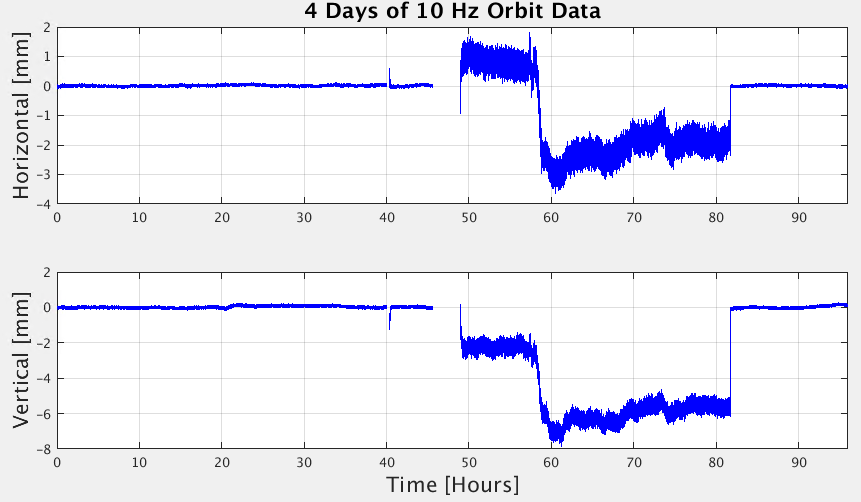 4 Days of 10 Hz Orbit Data
Horizontal [mm]
2
1
0
-1
-2
-3
-4
0 10 20 30 40 50 60 70 80 90
Vertical [mm]
2
0
-2
-4
-6
-8
0 10 20 30 40 50 60 70 80 90
Time [Hours]